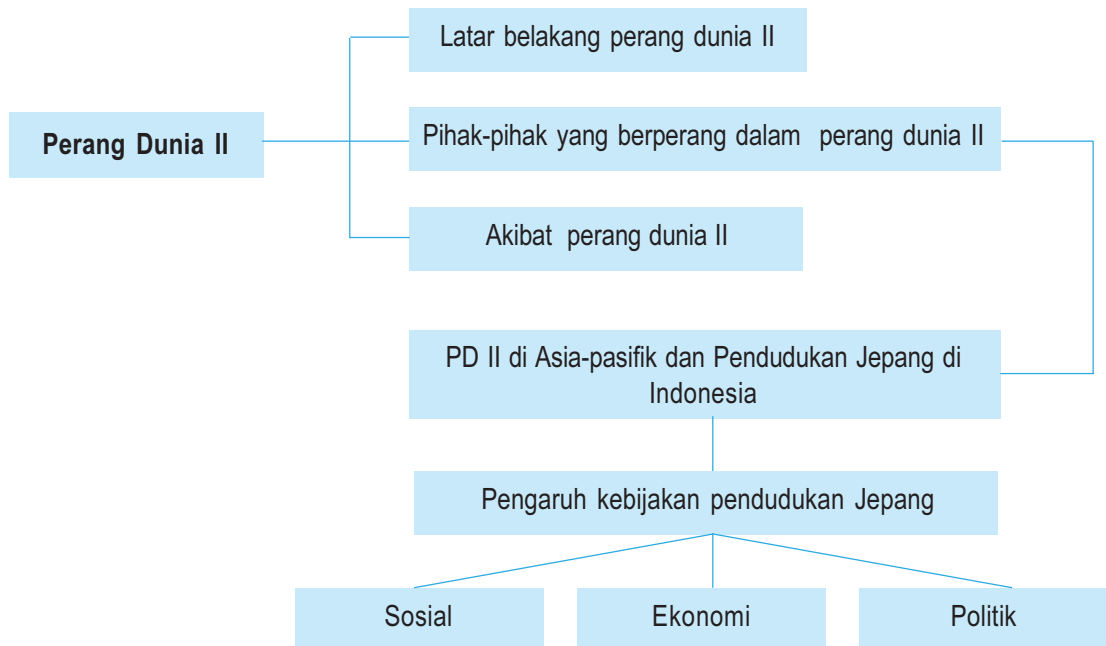 Latar belakang perang dunia II
Perang Dunia II
Pihak-pihak yang berperang dalam perang dunia II
Akibat perang dunia II
PD II di Asia-pasifik dan Pendudukan Jepang di
Indonesia
Pengaruh kebijakan pendudukan Jepang
Sosial
Ekonomi
Politik